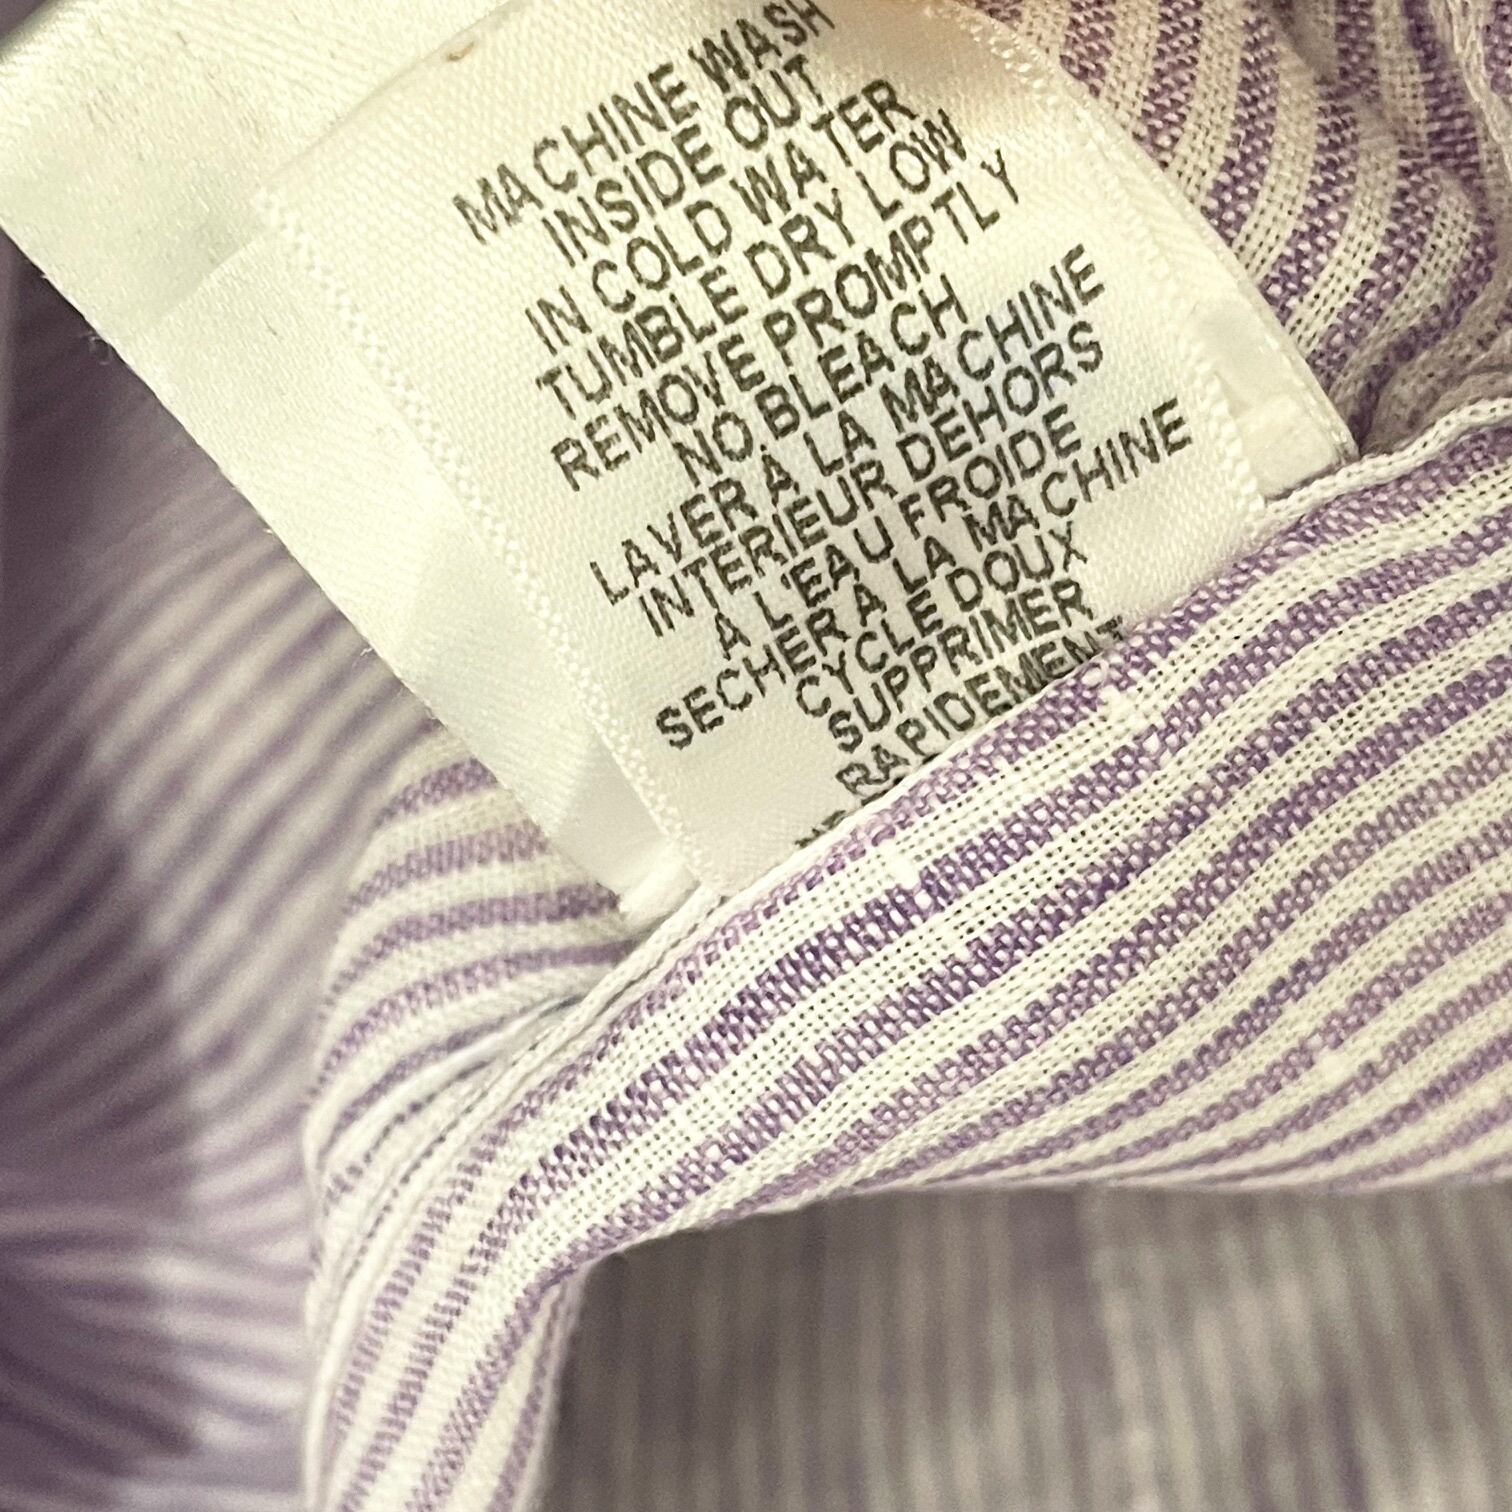 MACHINE WASH
INSIDE OUT
IN COLD WATER
TUMBLE DRY LOW
REMOVE PROMPTLY
NO BLEACH
LAVER A LA MACHINE
INTERIEUR DEHORS
A L'EAU FROIDE
SECHER A LA MACHINE
CYCLE DOUX
SUPPRIMER
RAPIDEMENT